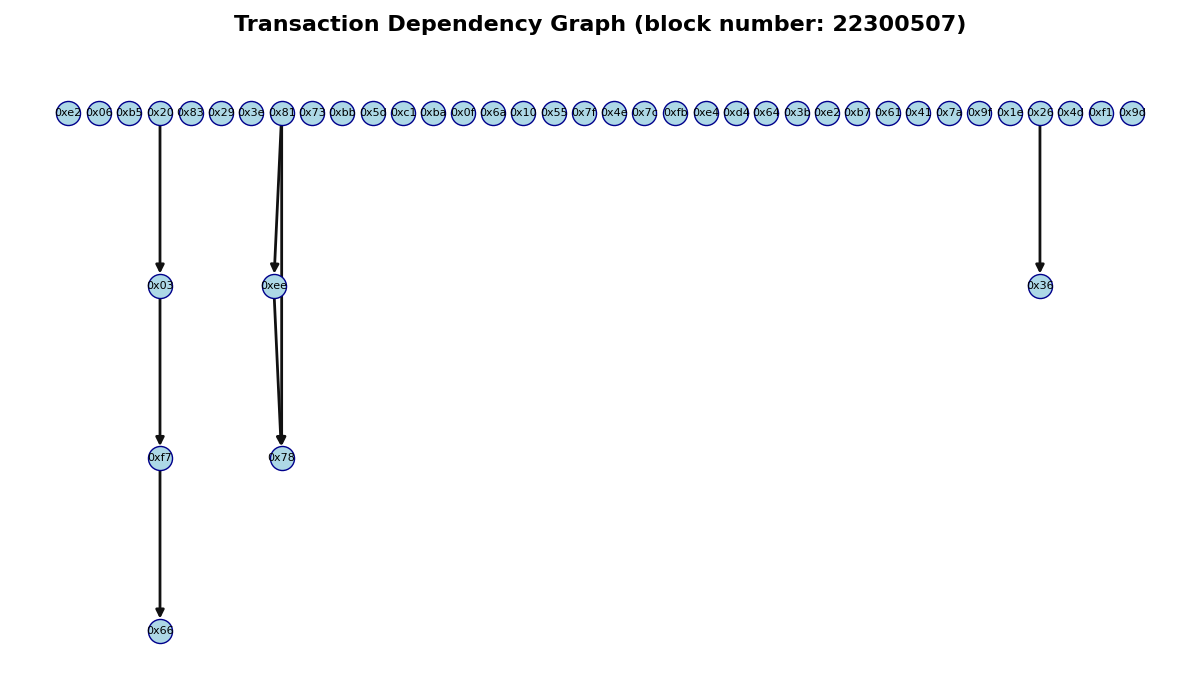 Transaction Dependency Graph (block number: 22300507)
0xe2 0x06 0xb5 0x20 0x83 0x29 0x3e 0x81 0x73 0xbb 0x5d 0xc1 0xba 0x0f 0x6a 0x10 0x55 0x7f 0x4e 0x7c 0xfb 0xe4 0xd4 0x64 0x3b 0xe2 0xb7 0x61 0x41 0x7a 0x9f 0x1e 0x26 0x4d 0xf1 0x9d
0x03 0xee 0x36
0xf7 0x78
0x66